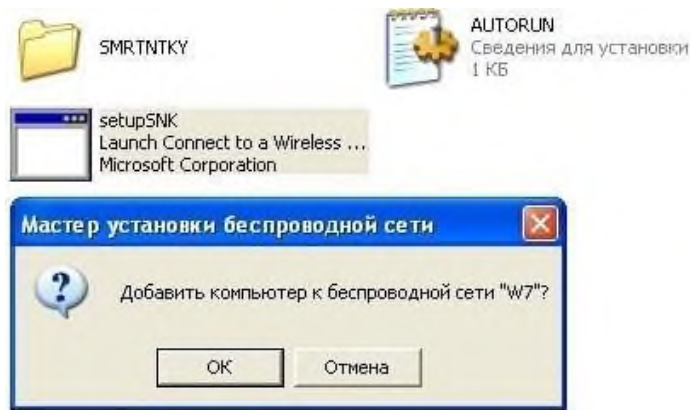 SMRTNTKY
AUTORUN
Сведения для установки
1 КБ
setupSNK
Launch Connect to a Wireless ...
Microsoft Corporation
Мастер установки беспроводной сети
Добавить компьютер к беспроводной сети "W7"?
ОК
Отмена